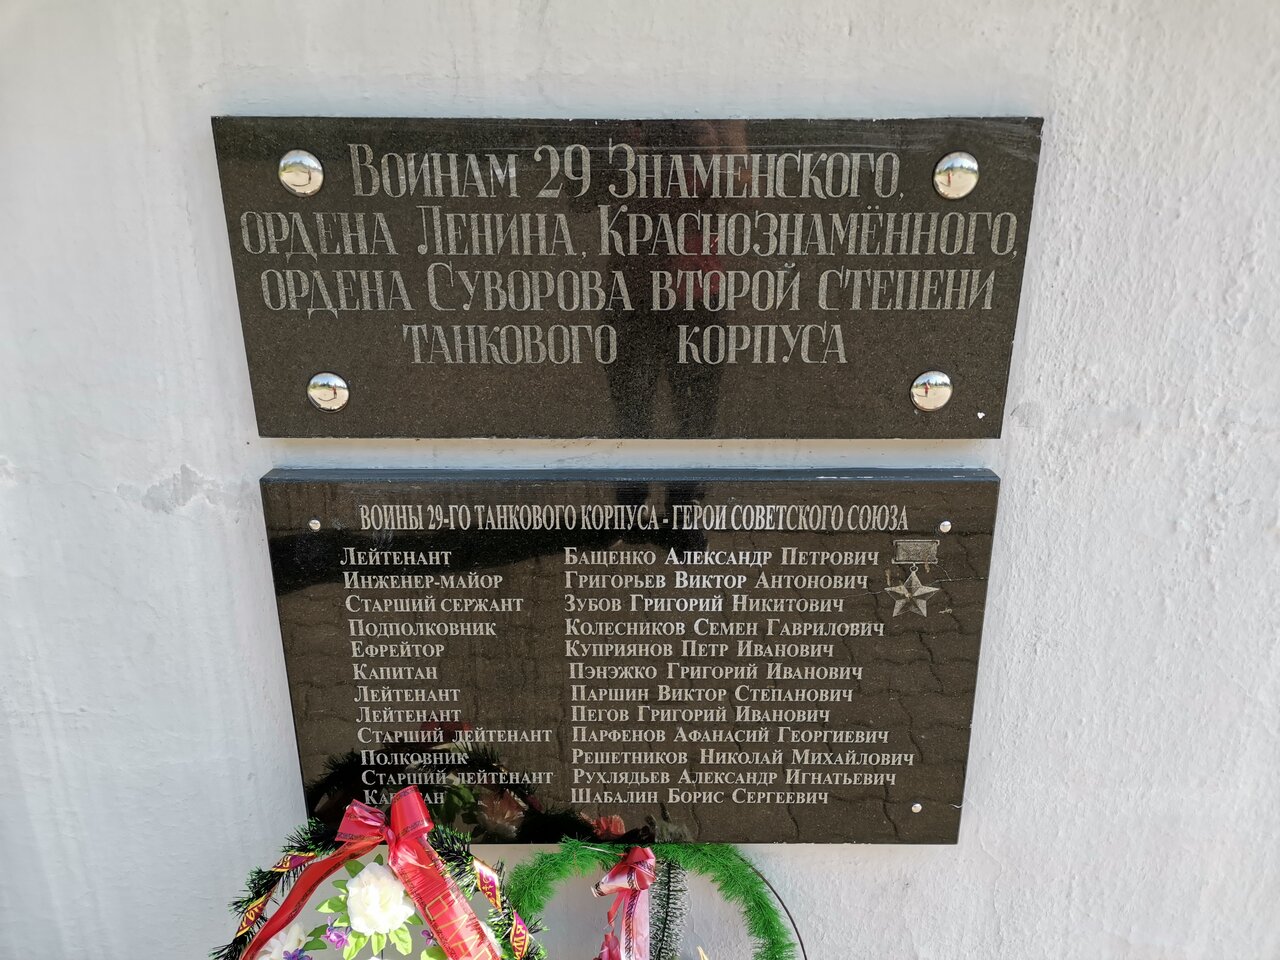 Воинам 29 Знаменского,
ордена Ленина, Краснознамённого,
ордена Суворова второй степени
танкового корпуса
ВОИНЫ 29-ГО ТАНКОВОГО КОРПУСА - ГЕРОИ СОВЕТСКОГО СОЮЗА
Лейтенант Бащенко Александр Петрович
Инженер-майор Григорьев Виктор Антонович
Старший сержант Зубов Григорий Никитович
Подполковник Колесников Семен Гаврилович
Ефрейтор Куприянов Петр Иванович
Капитан Пэнэжко Григорий Иванович
Лейтенант Паршин Виктор Степанович
Лейтенант Пегов Григорий Иванович
Старший лейтенант Парфенов Афанасий Георгиевич
Полковник Решетников Николай Михайлович
Старший лейтенант Рухлядьев Александр Игнатьевич
Капитан Шабалин Борис Сергеевич